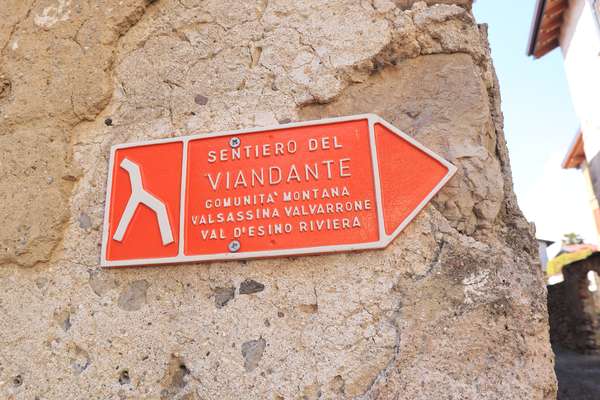 SENTIERO DEL
VIANDANTE
COMUNITA' MONTANA
VALSASSINA VALVARRONE
VAL D'ESINO RIVIERA